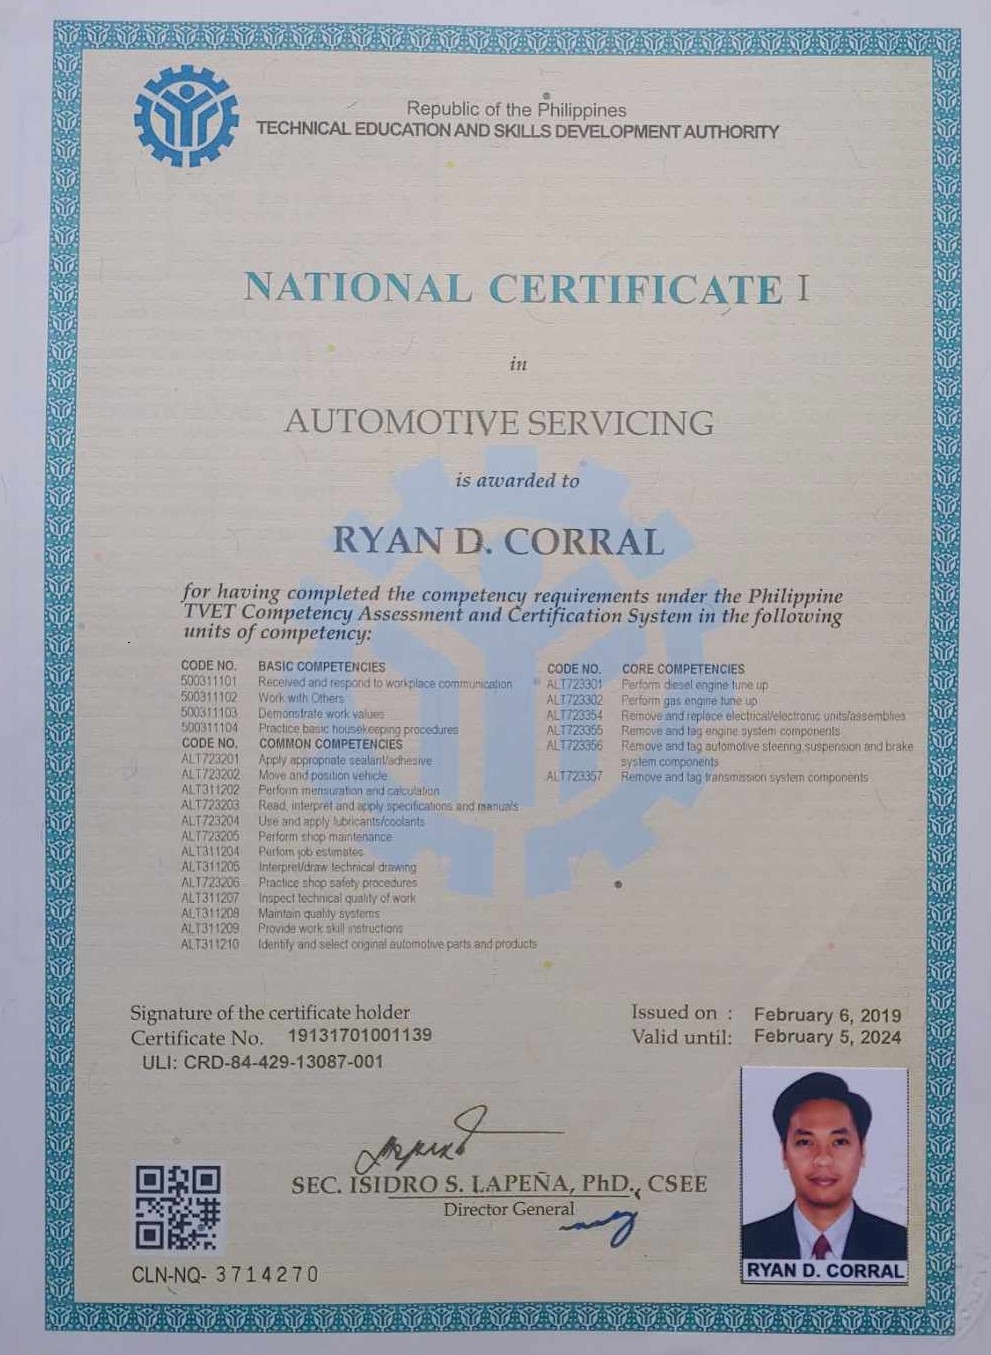 Republic of the Philippines
TECHNICAL EDUCATION AND SKILLS DEVELOPMENT AUTHORITY
NATIONAL CERTIFICATE I
in
AUTOMOTIVE SERVICING
is awarded to
RYAN D. CORRAL
for having completed the competency requirements under the Philippine
TVET Competency Assessment and Certification System in the following
units of competency:
CODE NO. BASIC COMPETENCIES
500311101 Received and respond to workplace communication
500311102 Work with Others
500311103 Demonstrate work values
500311104 Practice basic housekeeping procedures
CODE NO. COMMON COMPETENCIES
ALT723201 Apply appropriate sealant/adhesive
ALT723202 Move and position vehicle
ALT311202 Perform mensuration and calculation
ALT723203 Read, interpret and apply specifications and manuals
ALT723204 Use and apply lubricants/coolants
ALT723205 Perform shop maintenance
ALT311204 Perfom job estimates
ALT311205 Interpret/draw technical drawing
ALT723206 Practice shop safety procedures
ALT311207 Inspect technical quality of work
ALT311208 Maintain quality systems
ALT311209 Provide work skill instructions
ALT311210 Identify and select original automotive parts and products
CODE NO. CORE COMPETENCIES
ALT723301 Perform diesel engine tune up
ALT723302 Perform gas engine tune up
ALT723354 Remove and replace electrical/electronic units/assemblies
ALT723355 Remove and tag engine system components
ALT723356 Remove and tag automotive steering,suspension and brake
system components
ALT723357 Remove and tag transmission system components
Signature of the certificate holder
Certificate No. 19131701001139
ULI: CRD-84-429-13087-001
Issued on : February 6, 2019
Valid until: February 5, 2024
SEC. ISIDRO S. LAPEÑA, PhD., CSEE
Director General
CLN-NQ- 3714270
RYAN D. CORRAL